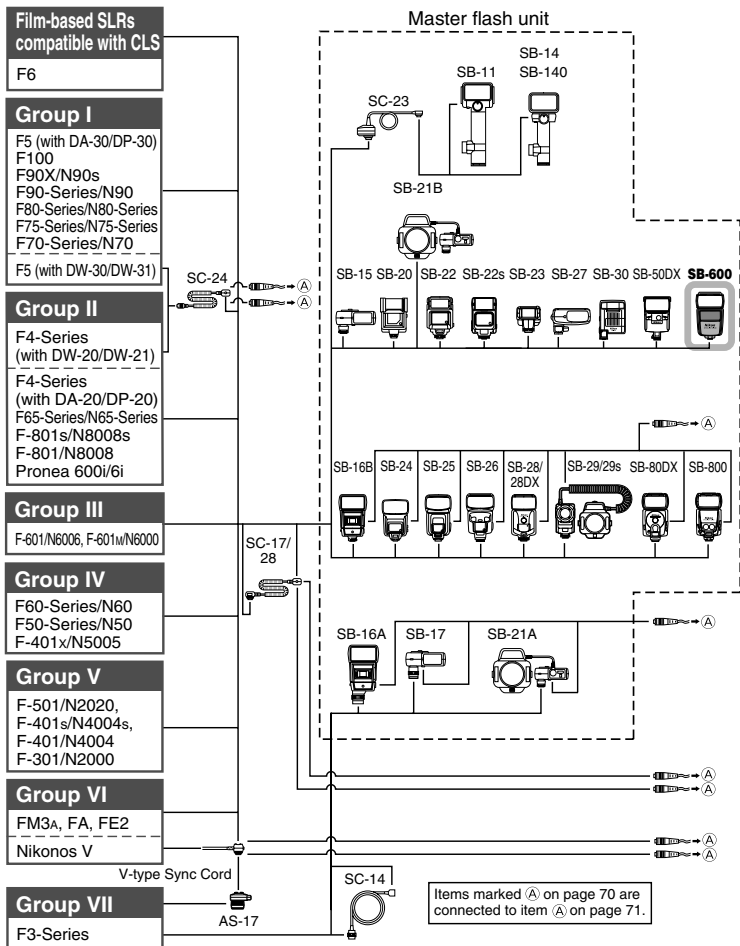 Film-based SLRs
compatible with CLS
F6
Group I
F5 (with DA-30/DP-30)
F100
F90X/N90s
F90-Series/N90
F80-Series/N80-Series
F75-Series/N75-Series
F70-Series/N70
F5 (with DW-30/DW-31)
Group II
F4-Series
(with DW-20/DW-21)
F4-Series
(with DA-20/DP-20)
F65-Series/N65-Series
F-801s/N8008s
F-801/N8008
Pronea 600i/6i
Group III
F-601/N6006, F-601M/N6000
Group IV
F60-Series/N60
F50-Series/N50
F-401x/N5005
Group V
F-501/N2020,
F-401s/N4004s,
F-401/N4004
F-301/N2000
Group VI
FM3A, FA, FE2
Nikonos V
V-type Sync Cord
Group VII
F3-Series
AS-17
SC-24
Ⓐ
Ⓐ
SC-17/
28
Master flash unit
SC-23
SB-11
SB-14
SB-140
SB-21B
SB-15 SB-20 SB-22 SB-22s SB-23 SB-27 SB-30 SB-50DX SB-600
Ⓐ
SB-16B SB-24 SB-25 SB-26 SB-28/
28DX
SB-29/29s SB-80DX SB-800
SB-16A SB-17 SB-21A
Ⓐ
Ⓐ
Ⓐ
Ⓐ
Ⓐ
SC-14
Items marked Ⓐ on page 70 are
connected to item Ⓐ on page 71.